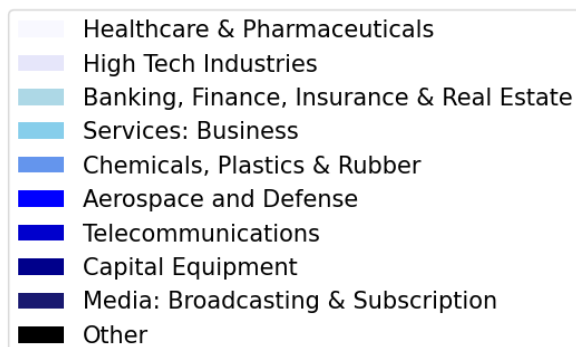 Healthcare & Pharmaceuticals
High Tech Industries
Banking, Finance, Insurance & Real Estate
Services: Business
Chemicals, Plastics & Rubber
Aerospace and Defense
Telecommunications
Capital Equipment
Media: Broadcasting & Subscription
Other